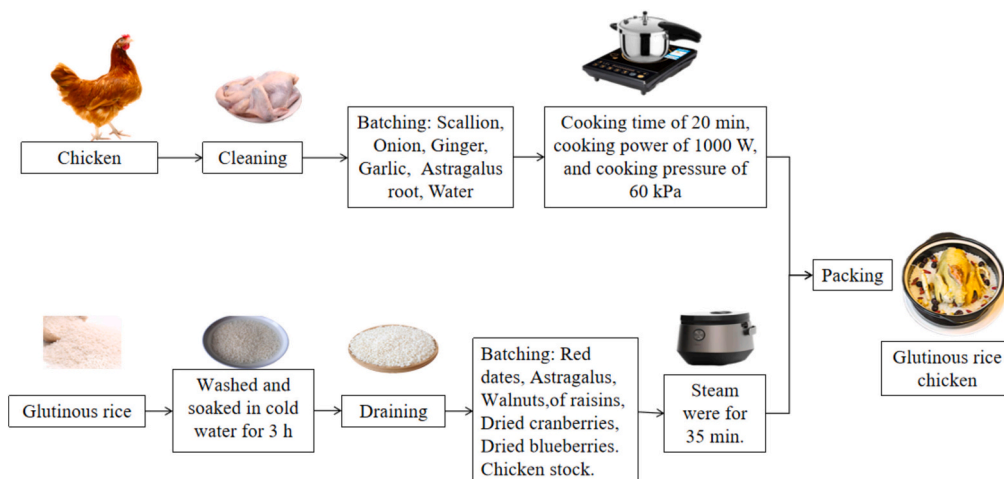 Chicken
Cleaning
Batching: Scallion,
Onion, Ginger,
Garlic, Astragalus
root, Water
Cooking time of 20 min,
cooking power of 1000 W,
and cooking pressure of
60 kPa
Packing
Glutinous rice
chicken
Glutinous rice
Washed and
soaked in cold
water for 3 h
Draining
Batching: Red
dates, Astragalus,
Walnuts,of raisins,
Dried cranberries,
Dried blueberries.
Chicken stock.
Steam
were for
35 min.